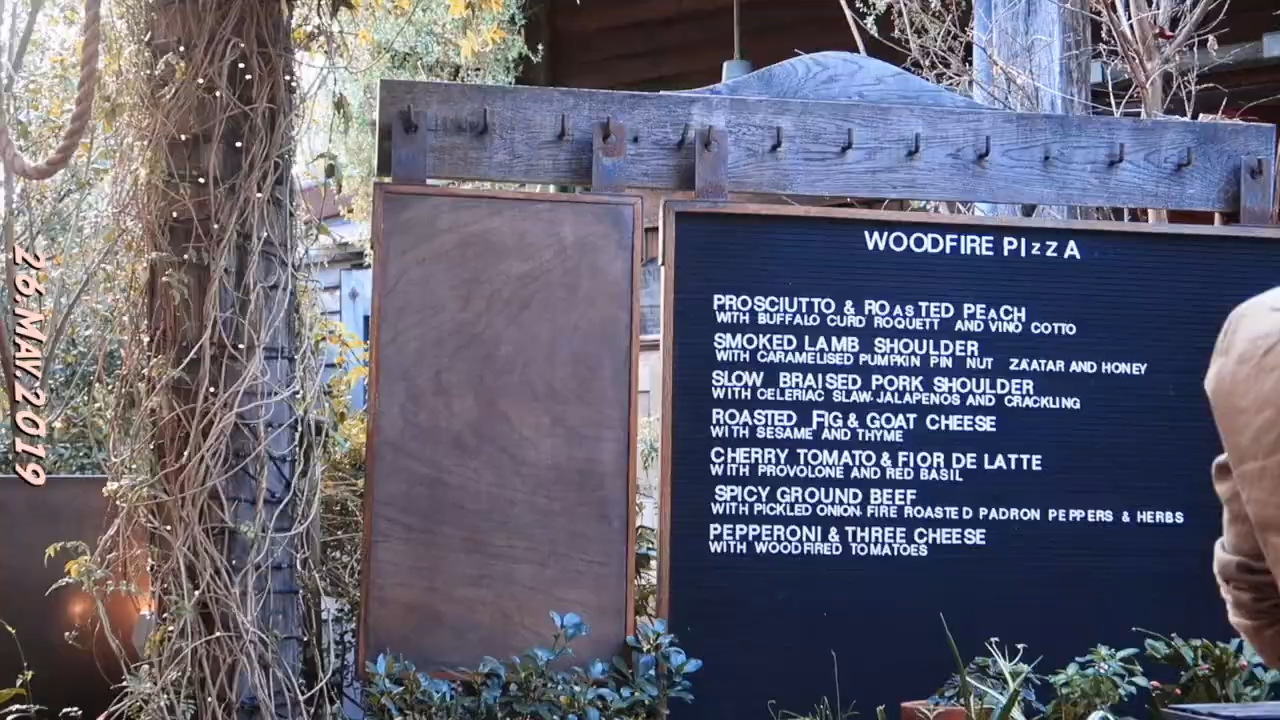 26.MAY.2019
WOODFIRE PIzzA
PROSCIUTTO & ROasTED PEaCH
WITH BUFFALO CURD ROQUETT AND VINO COTTO
SMOKED LAMB SHOULDER
WITH CARAMELISED PUMPKIN PIN NUT ZA'ATAR AND HONEY
SLOW BRAISED PORK SHOULDER
WITH CELERIAC SLAW. JALAPENOS AND CRACKLING
ROASTED FIG & GOAT CHEESE
WITH SESAME AND THYME
CHERRY TOMATO & FIOR DE LATTE
WITH PROVOLONE AND RED BASIL
SPICY GROUND BEEF
WITH PICKLED ONION. FIRE ROASTED PADRON PEPPERS & HERBS
PEPPERONI & THREE CHEESE
WITH WOODFIRED TOMATOES